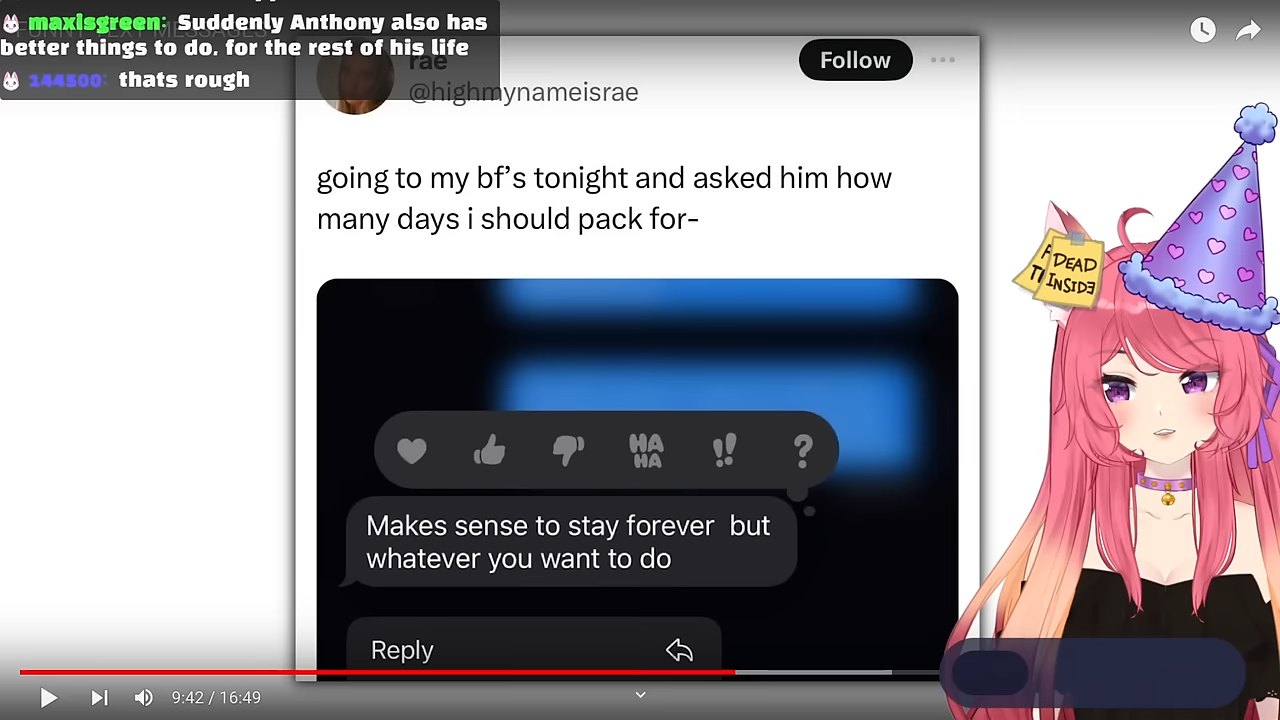 maxisgreen: Suddenly Anthony also has
better things to do. for the rest of his life
144500: thats rough
rae
@highmynameisrae
Follow
going to my bf's tonight and asked him how
many days i should pack for-
HA
HA
!!
?
Makes sense to stay forever but
whatever you want to do
Reply
DEAD
INSIDE
9:42 / 16:49